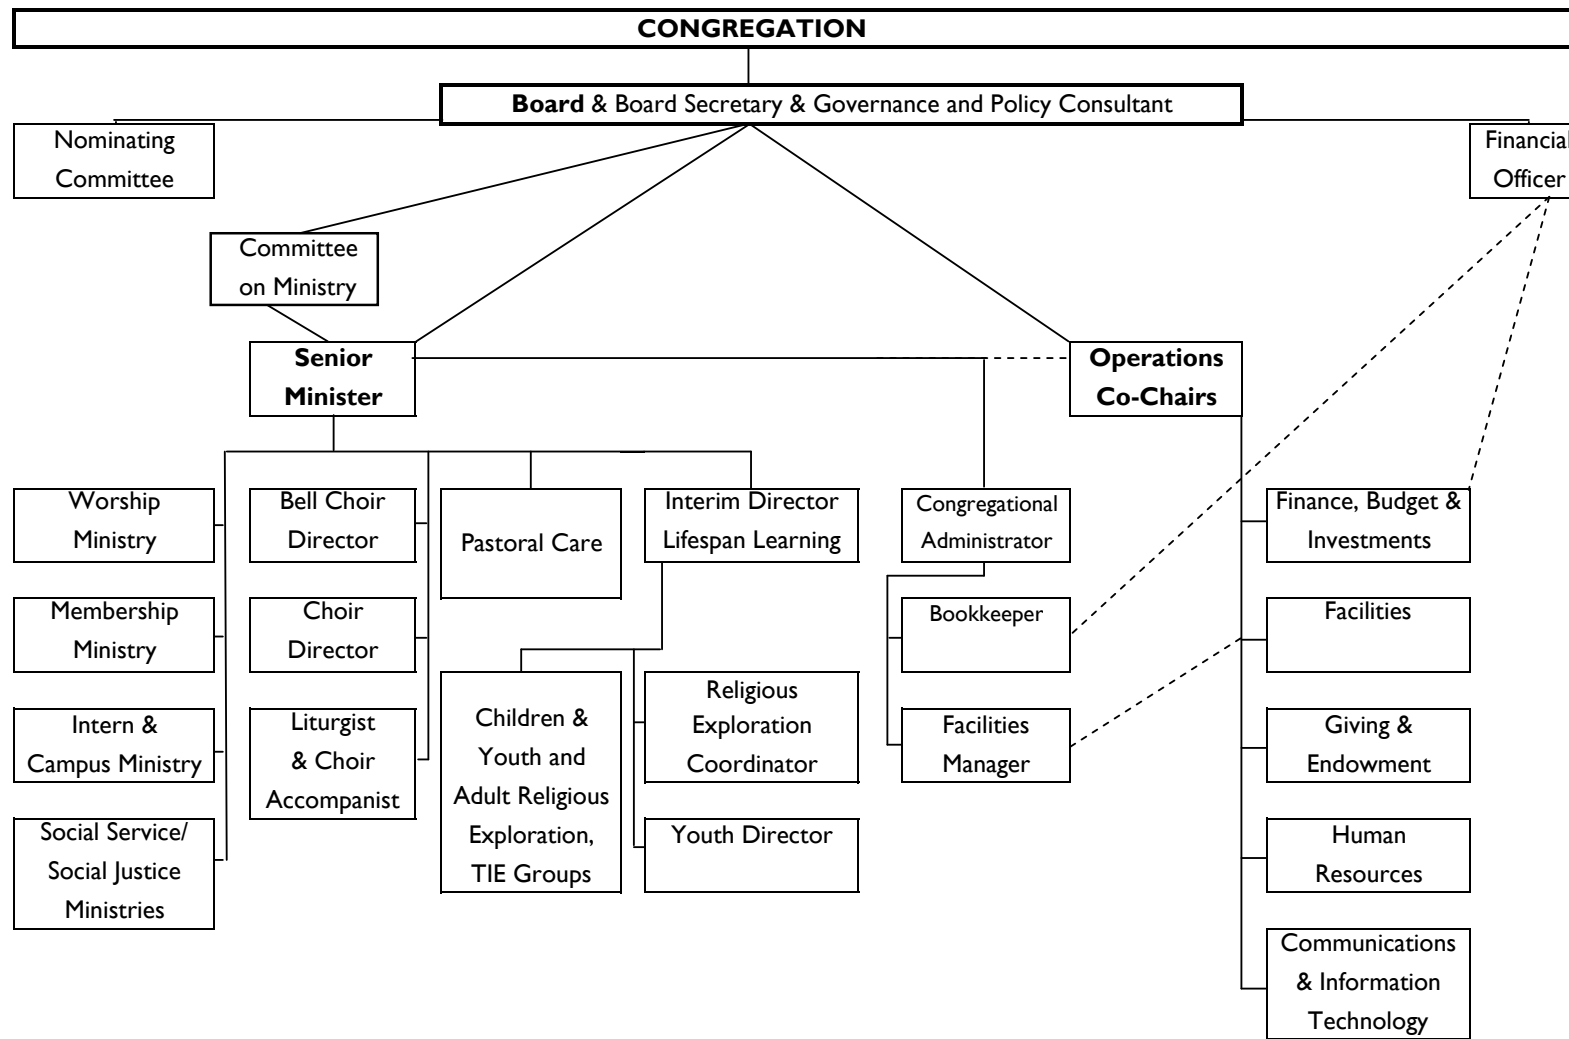 CONGREGATION
Board & Board Secretary & Governance and Policy Consultant
Nominating
Committee
Financial
Officer
Committee
on Ministry
Senior
Minister
Operations
Co-Chairs
Worship
Ministry
Bell Choir
Director
Pastoral Care
Interim Director
Lifespan Learning
Congregational
Administrator
Finance, Budget &
Investments
Membership
Ministry
Choir
Director
Bookkeeper
Facilities
Intern &
Campus Ministry
Liturgist
& Choir
Accompanist
Children &
Youth and
Adult Religious
Exploration,
TIE Groups
Religious
Exploration
Coordinator
Facilities
Manager
Giving &
Endowment
Social Service/
Social Justice
Ministries
Youth Director
Human
Resources
Communications
& Information
Technology